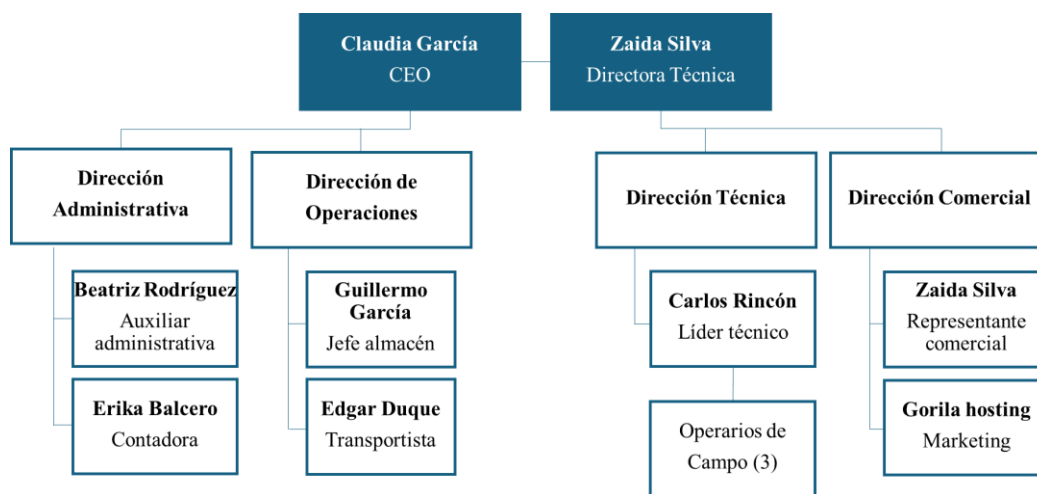 Claudia García
CEO
Zaida Silva
Directora Técnica
Dirección
Administrativa
Dirección de
Operaciones
Dirección Técnica
Dirección Comercial
Beatriz Rodríguez
Auxiliar
administrativa
Guillermo
García
Jefe almacén
Carlos Rincón
Líder técnico
Zaida Silva
Representante
comercial
Erika Balcero
Contadora
Edgar Duque
Transportista
Operarios de
Campo (3)
Gorila hosting
Marketing